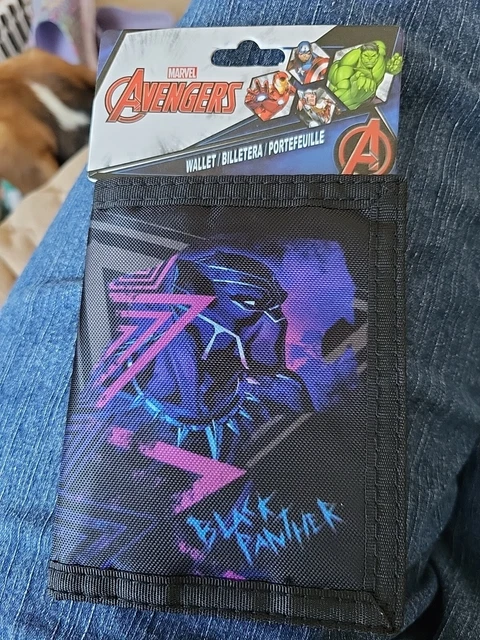 MARVEL
AVENGERS
WALLET / BILLETERA / PORTEFEUILLE
BLACK
PANTHER